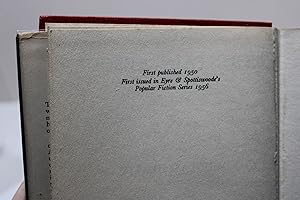 First published 1950
First issued in Eyre & Spottiswoode's
Popular Fiction Series 1956